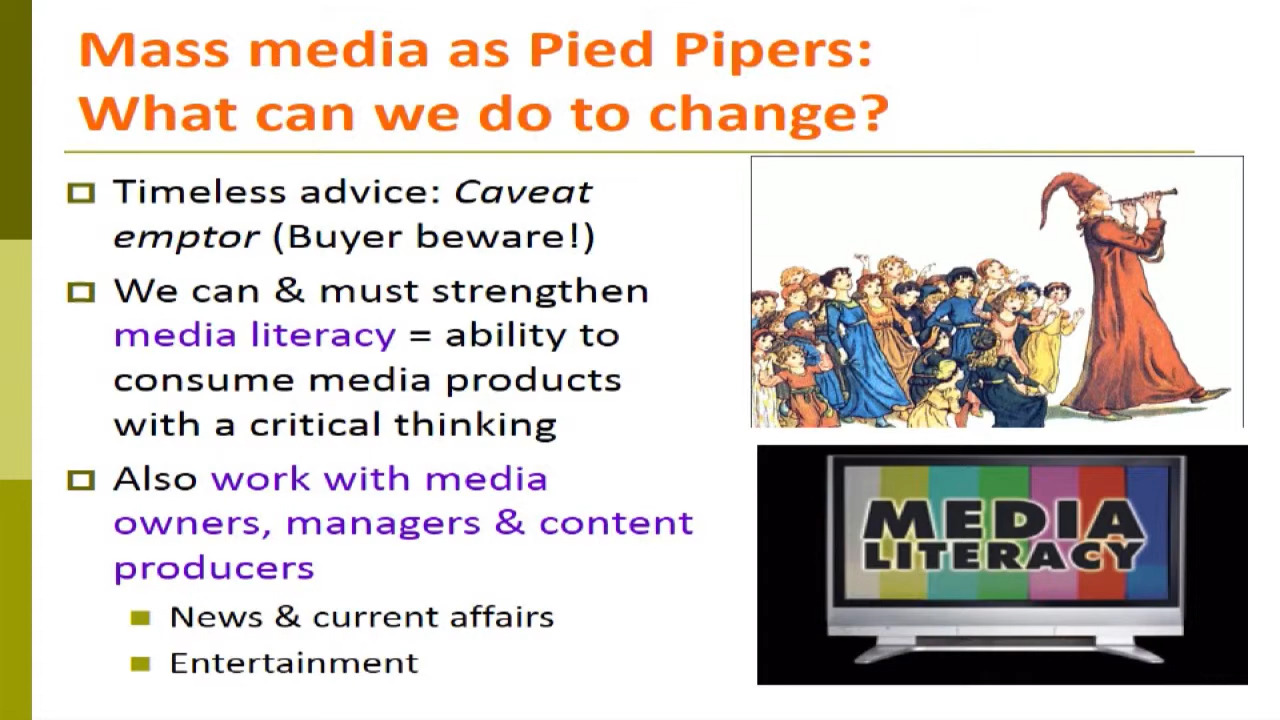 Mass media as Pied Pipers:
What can we do to change?
Timeless advice: Caveat
emptor (Buyer beware!)
We can & must strengthen
media literacy = ability to
consume media products
with a critical thinking
Also work with media
owners, managers & content
producers
News & current affairs
Entertainment
MEDIA
LITERACY